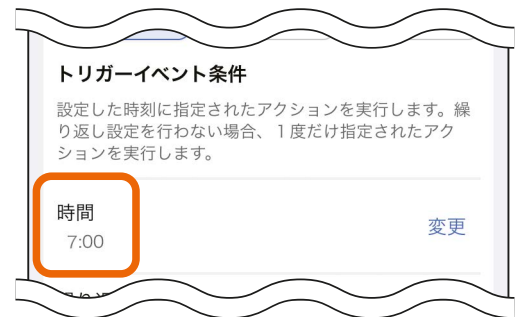 トリガーイベント条件
設定した時刻に指定されたアクションを実行します。繰
り返し設定を行わない場合、1度だけ指定されたアク
ションを実行します。
時間
7:00
変更